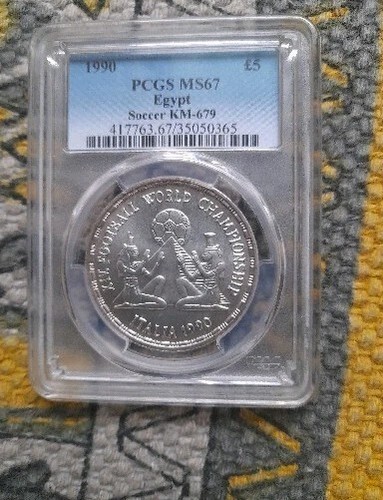 1990 £5
PCGS MS67
Egypt
Soccer KM-679
417763.67/35050365
XIV FOOTBALL WORLD CHAMPIONSHIP
ITALIA 1990